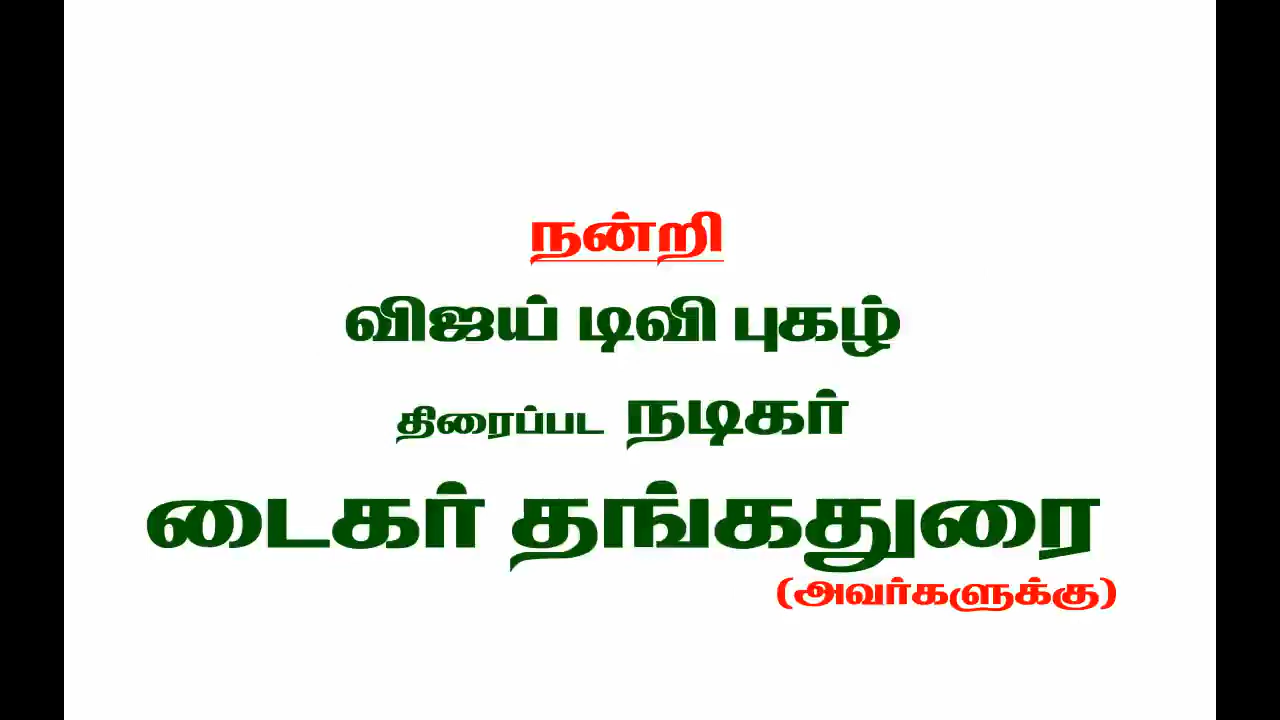 நன்றி
விஜய் டிவி புகழ்
திரைப்பட நடிகர்
டைகர் தங்கதுரை
(அவர்களுக்கு)